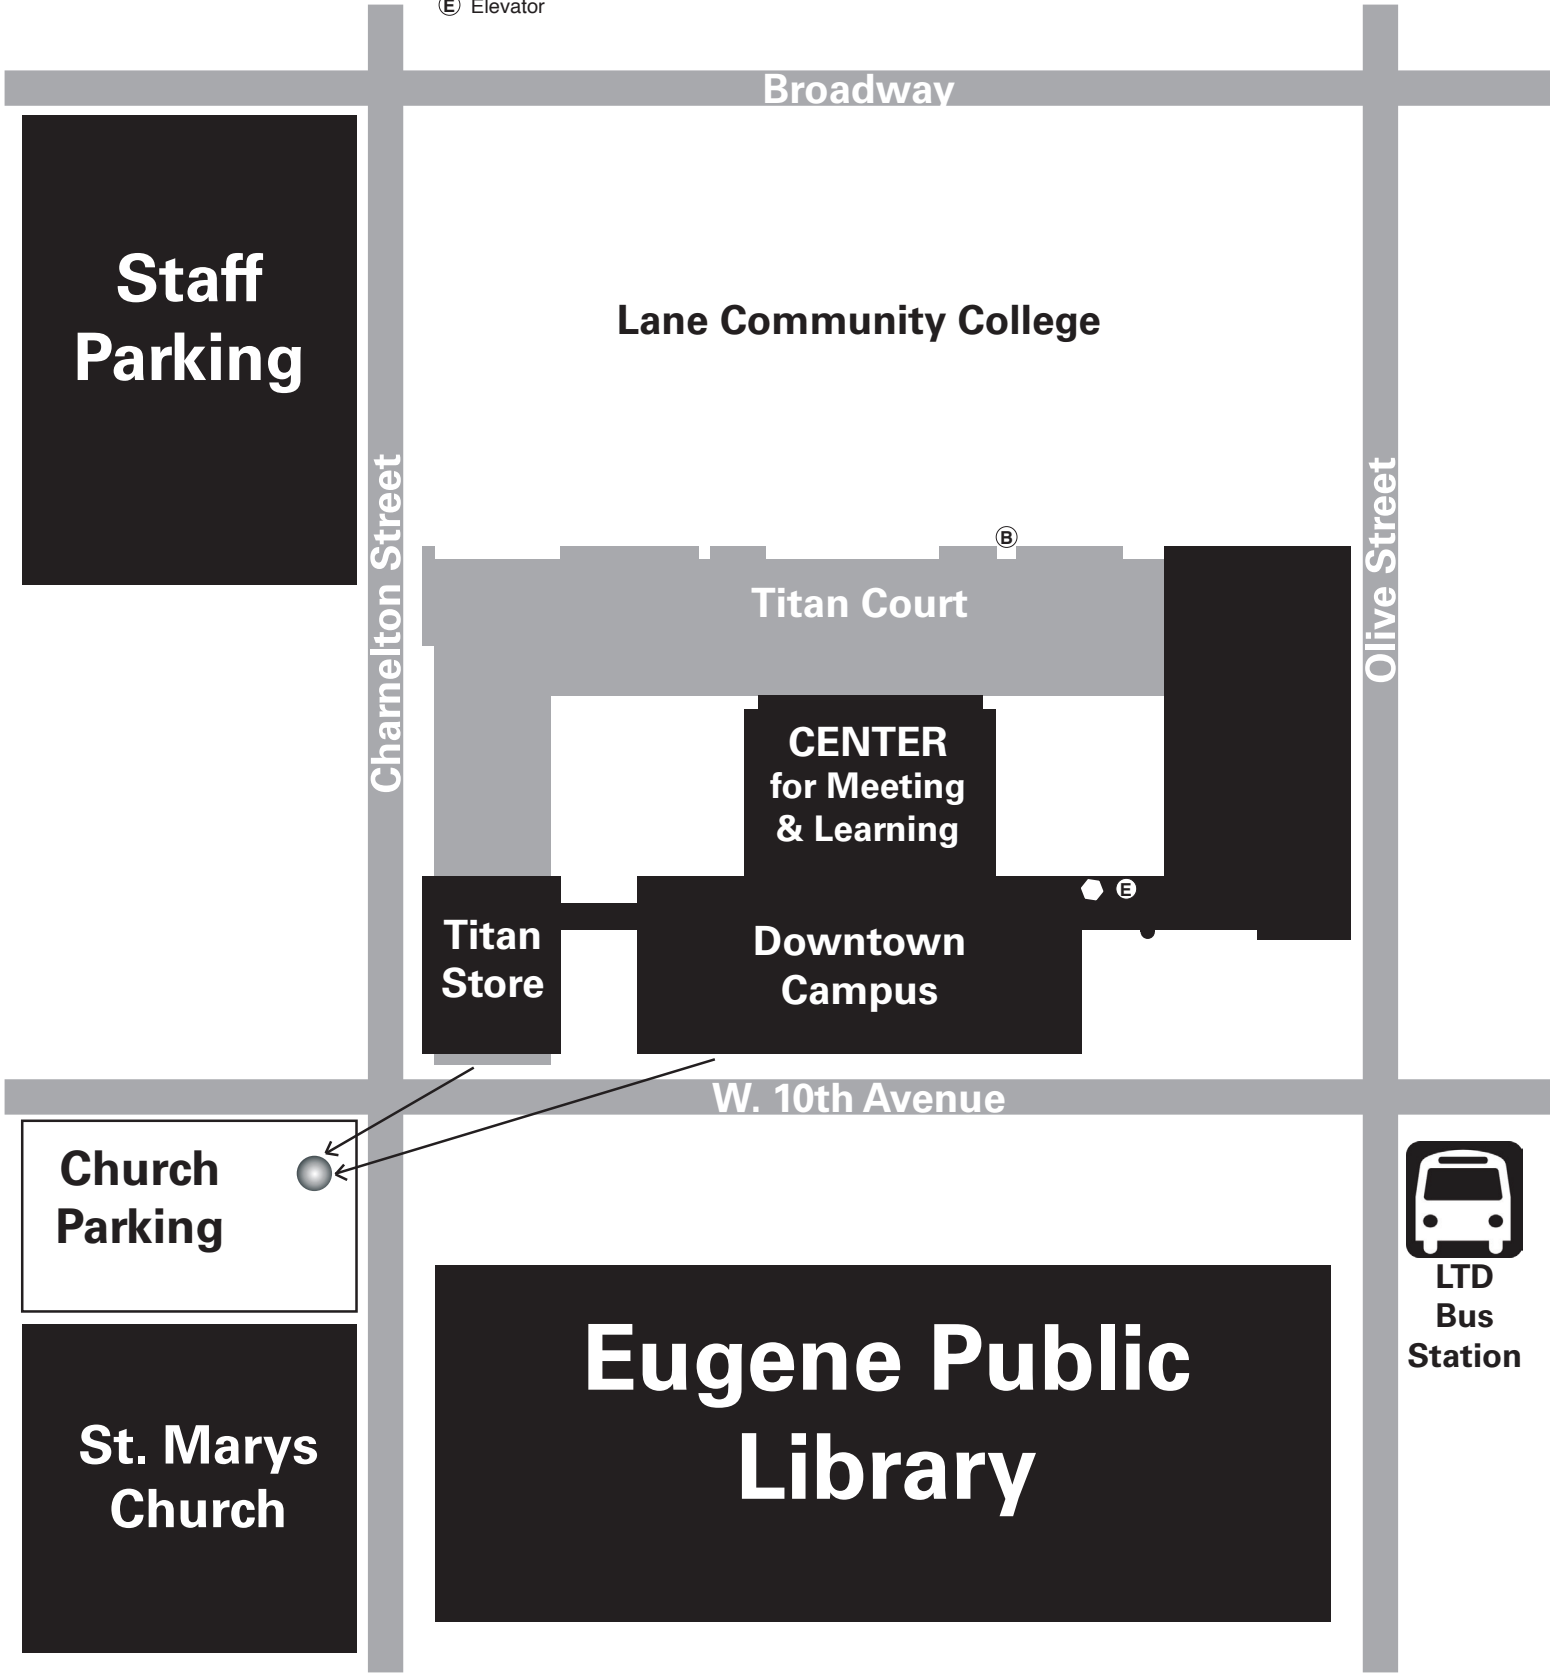 Ⓔ Elevator
Broadway
Staff
Parking
Lane Community College
Charnelton Street
Olive Street
Ⓑ
Titan Court
CENTER
for Meeting
& Learning
Ⓔ
Titan
Store
Downtown
Campus
W. 10th Avenue
Church
Parking
LTD
Bus
Station
Eugene Public
Library
St. Marys
Church